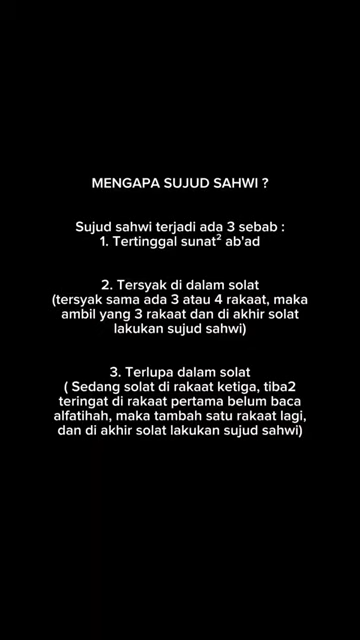 MENGAPA SUJUD SAHWI ?
Sujud sahwi terjadi ada 3 sebab :
1. Tertinggal sunat² ab'ad
2. Tersyak di dalam solat
(tersyak sama ada 3 atau 4 rakaat, maka
ambil yang 3 rakaat dan di akhir solat
lakukan sujud sahwi)
3. Terlupa dalam solat
( Sedang solat di rakaat ketiga, tiba2
teringat di rakaat pertama belum baca
alfatihah, maka tambah satu rakaat lagi,
dan di akhir solat lakukan sujud sahwi)